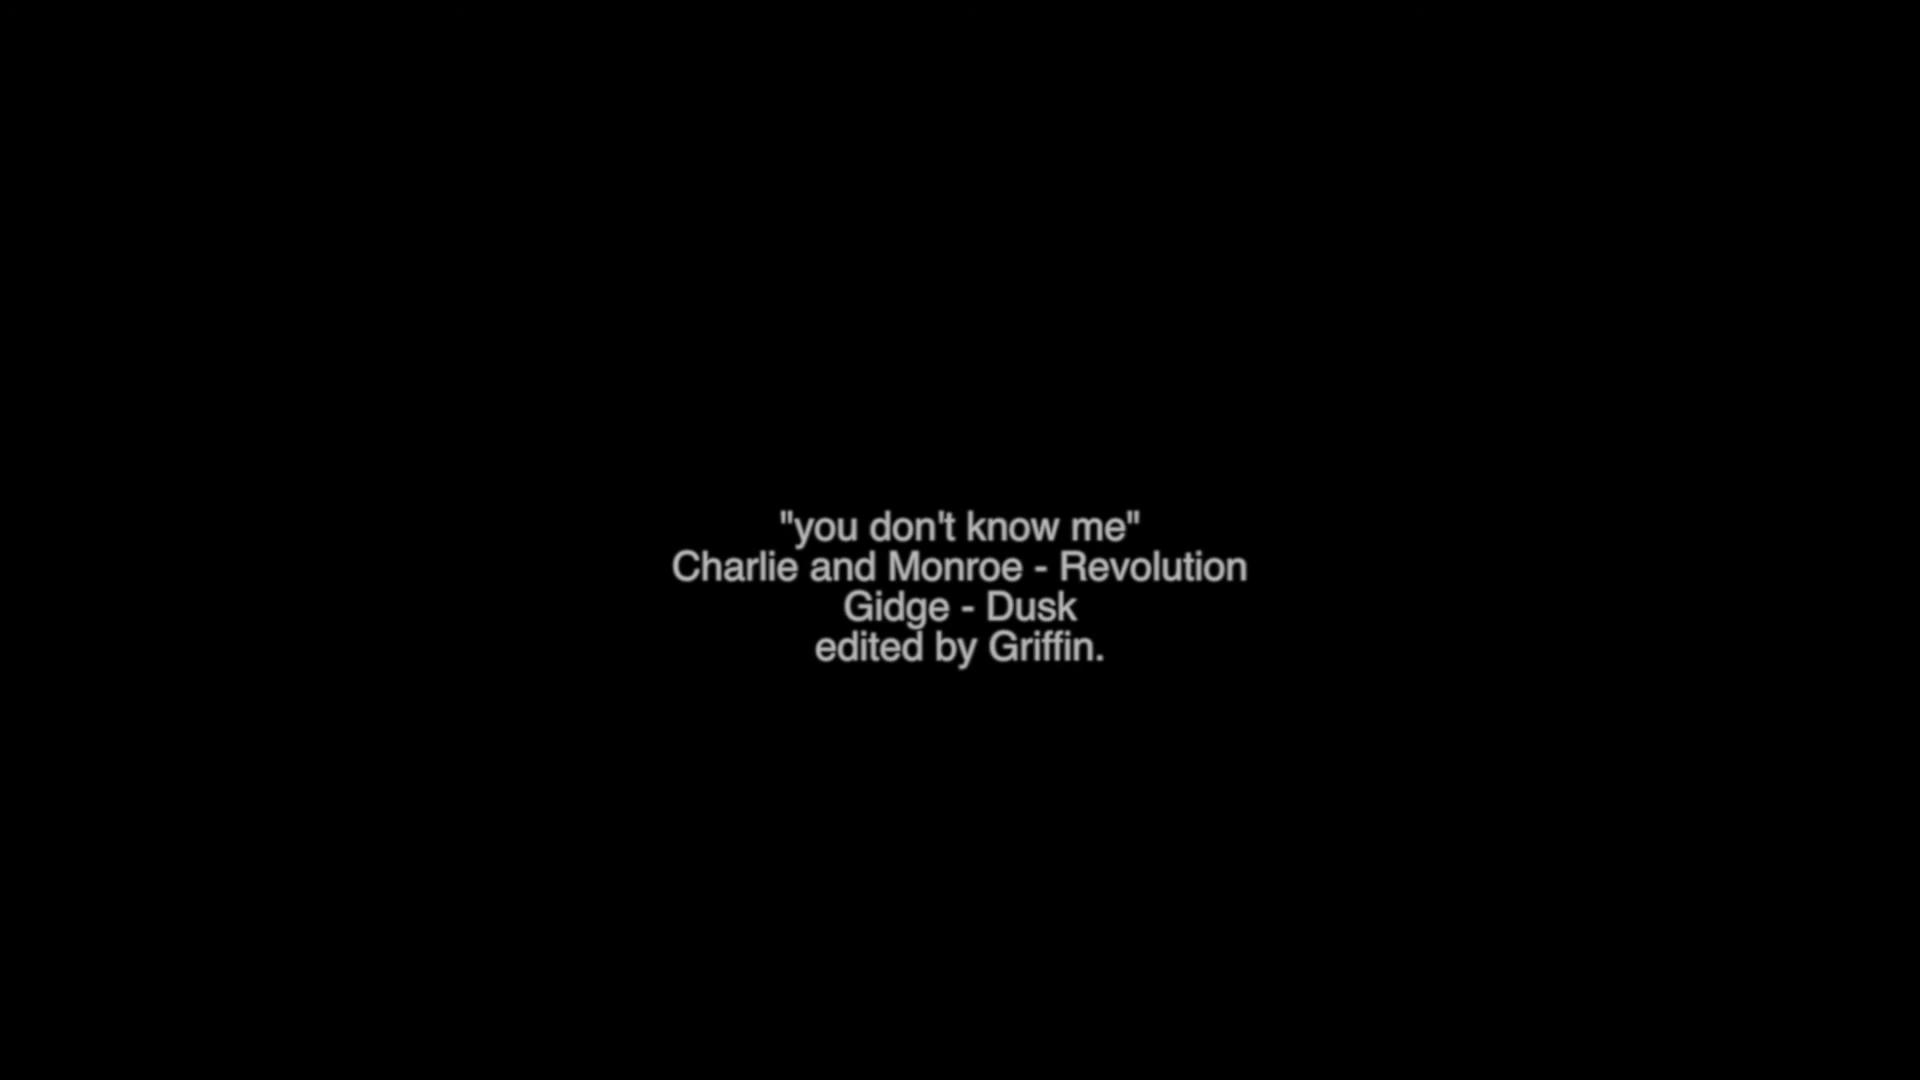 "you don't know me"
Charlie and Monroe - Revolution
Gidge - Dusk
edited by Griffin.